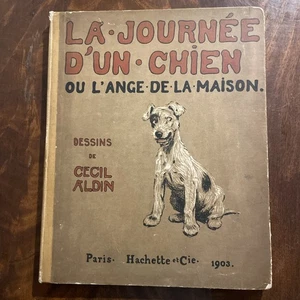 LA·JOURNÉE
D'UN·CHIEN
OU L'ANGE·DE·LA·MAISON.
DESSINS
DE
CECIL
ALDIN
Paris. Hachette et Cie. 1903.